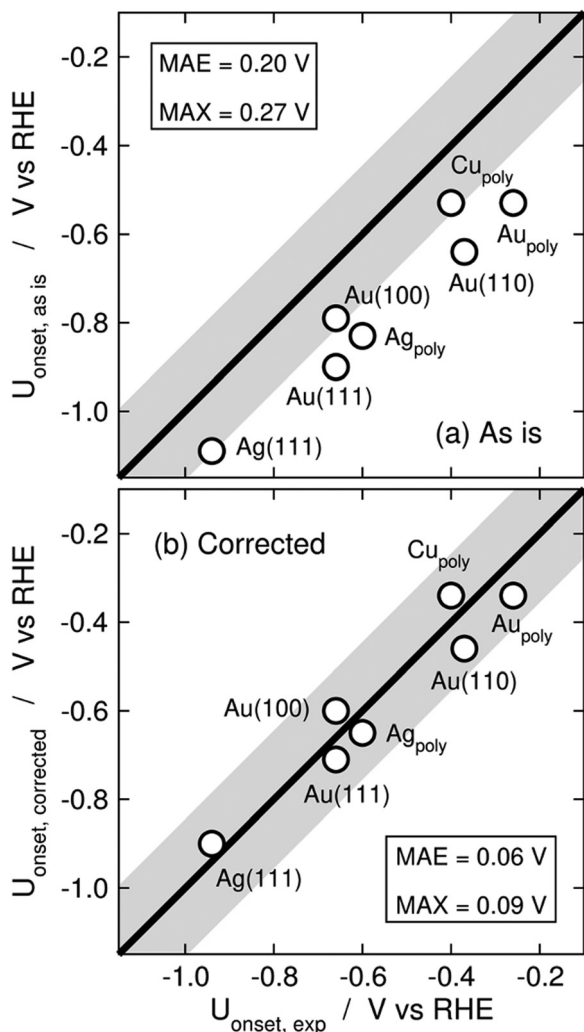 MAE = 0.20 V
MAX = 0.27 V
-0.2
-0.4
-0.6
-0.8
-1.0
U_onset, as is / V vs RHE
Cu_poly
Au_poly
Au(110)
Au(100)
Ag_poly
Au(111)
Ag(111)
(a) As is
(b) Corrected
-0.2
-0.4
-0.6
-0.8
-1.0
U_onset, corrected / V vs RHE
Cu_poly
Au_poly
Au(110)
Au(100)
Ag_poly
Au(111)
Ag(111)
MAE = 0.06 V
MAX = 0.09 V
-1.0 -0.8 -0.6 -0.4 -0.2
U_onset, exp / V vs RHE